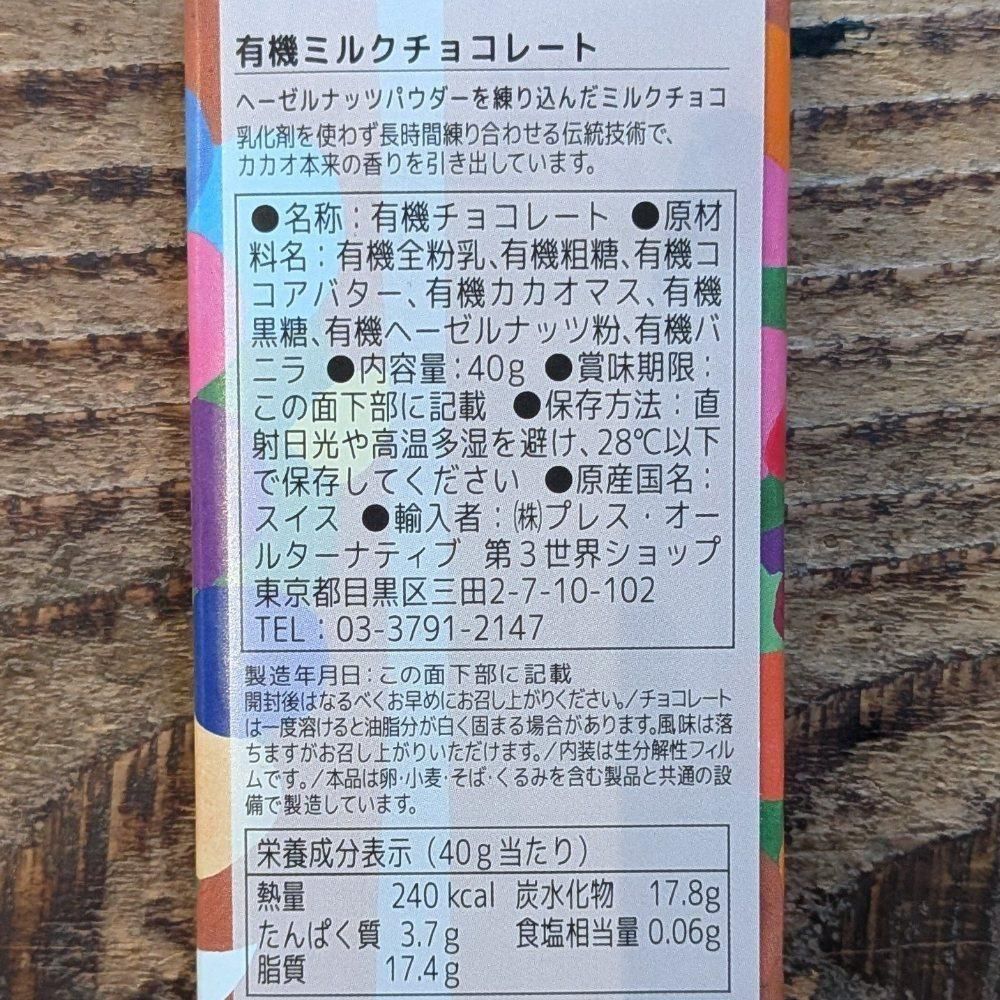 有機ミルクチョコレート
ヘーゼルナッツパウダーを練り込んだミルクチョコ
乳化剤を使わず長時間練り合わせる伝統技術で、
カカオ本来の香りを引き出しています。
●名称：有機チョコレート ●原材
料名：有機全粉乳、有機粗糖、有機コ
コアバター、有機カカオマス、有機
黒糖、有機ヘーゼルナッツ粉、有機バ
ニラ ●内容量：40g ●賞味期限：
この面下部に記載 ●保存方法：直
射日光や高温多湿を避け、28℃以下
で保存してください ●原産国名：
スイス ●輸入者：㈱プレス・オー
ルターナティブ 第3世界ショップ
東京都目黒区三田2-7-10-102
TEL：03-3791-2147
製造年月日：この面下部に記載
開封後はなるべくお早めにお召し上がりください。／チョコレート
は一度溶けると油脂分が白く固まる場合があります。風味は落
ちますがお召し上がりいただけます。／内装は生分解性フィル
ムです。／本品は卵・小麦・そば・くるみを含む製品と共通の設
備で製造しています。
栄養成分表示（40g当たり）
熱量 240 kcal 炭水化物 17.8g
たんぱく質 3.7g 食塩相当量 0.06g
脂質 17.4g